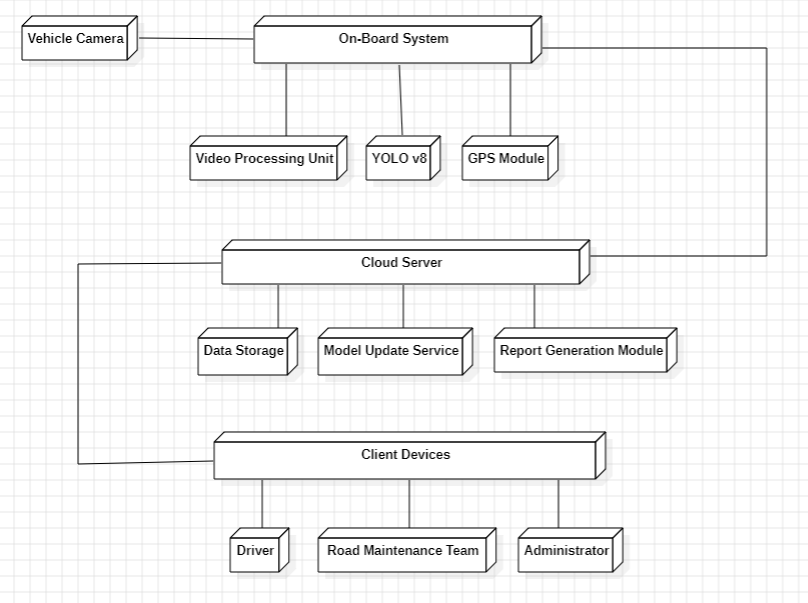 Vehicle Camera
On-Board System
Video Processing Unit
YOLO v8
GPS Module
Cloud Server
Data Storage
Model Update Service
Report Generation Module
Client Devices
Driver
Road Maintenance Team
Administrator